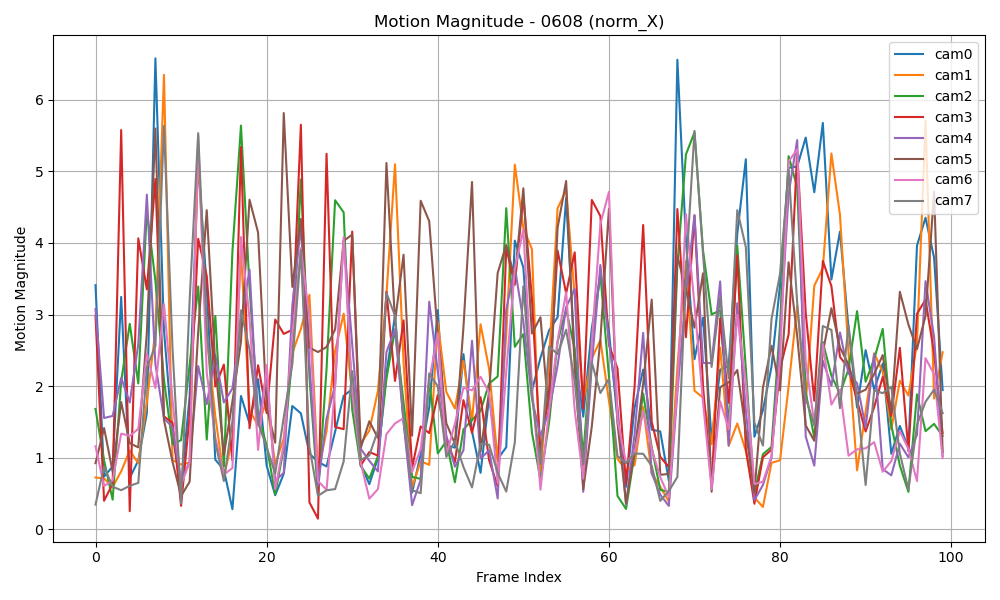 Motion Magnitude - 0608 (norm_X)
Motion Magnitude
6
5
4
3
2
1
0
0
20
40
60
80
100
Frame Index
cam0
cam1
cam2
cam3
cam4
cam5
cam6
cam7